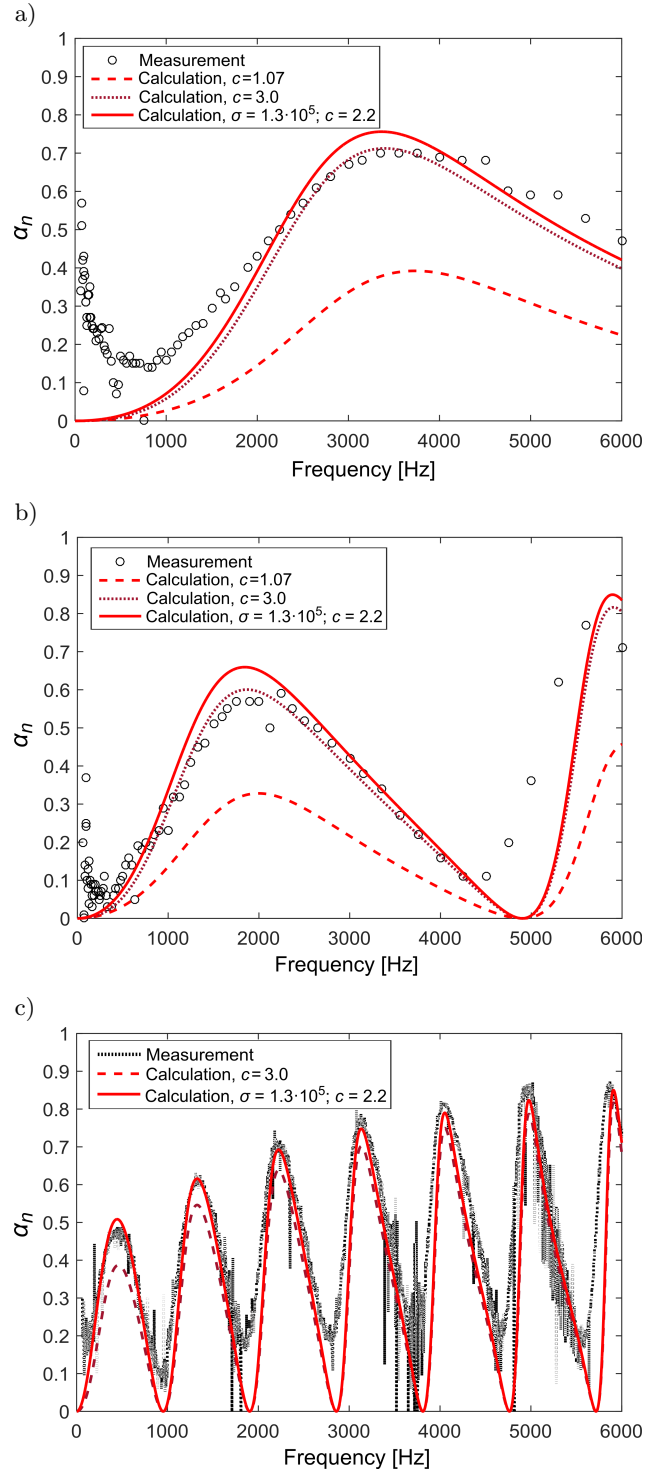 a)
1
0.9
0.8
0.7
0.6
0.5
0.4
0.3
0.2
0.1
0
αn
Measurement
Calculation, c=1.07
Calculation, c=3.0
Calculation, σ = 1.3·10⁵; c = 2.2
0 1000 2000 3000 4000 5000 6000
Frequency [Hz]
b)
1
0.9
0.8
0.7
0.6
0.5
0.4
0.3
0.2
0.1
0
αn
Measurement
Calculation, c=1.07
Calculation, c=3.0
Calculation, σ = 1.3·10⁵; c = 2.2
0 1000 2000 3000 4000 5000 6000
Frequency [Hz]
c)
1
0.9
0.8
0.7
0.6
0.5
0.4
0.3
0.2
0.1
0
αn
Measurement
Calculation, c=3.0
Calculation, σ = 1.3·10⁵; c = 2.2
0 1000 2000 3000 4000 5000 6000
Frequency [Hz]